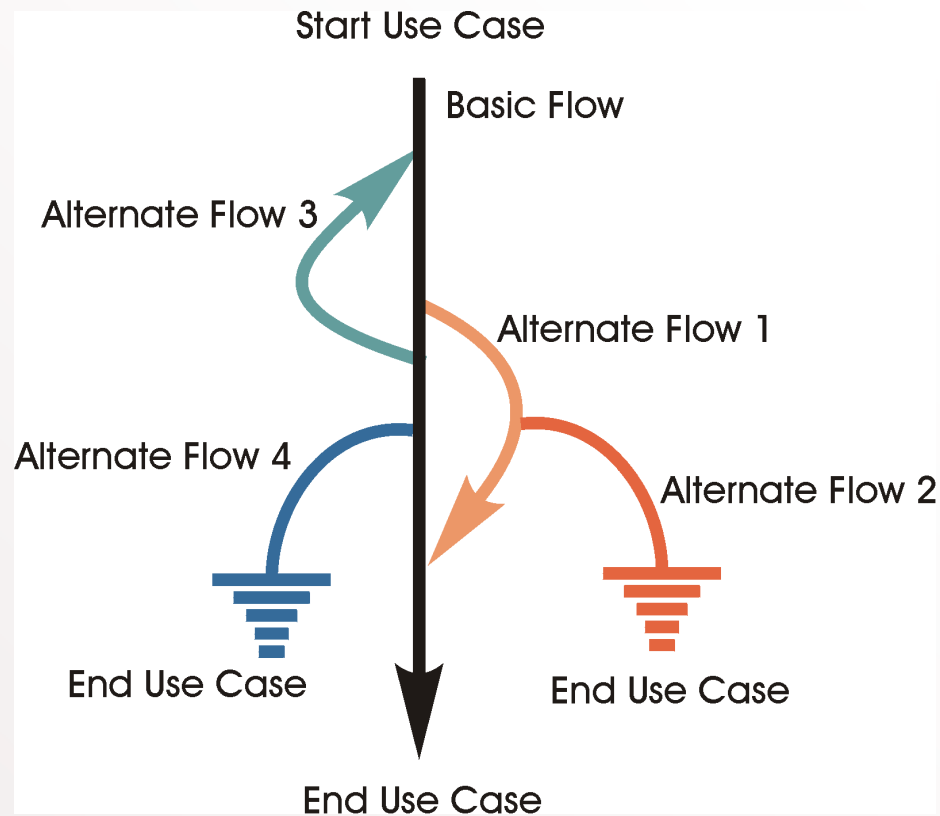 Start Use Case
Basic Flow
Alternate Flow 3
Alternate Flow 1
Alternate Flow 4
Alternate Flow 2
End Use Case
End Use Case
End Use Case